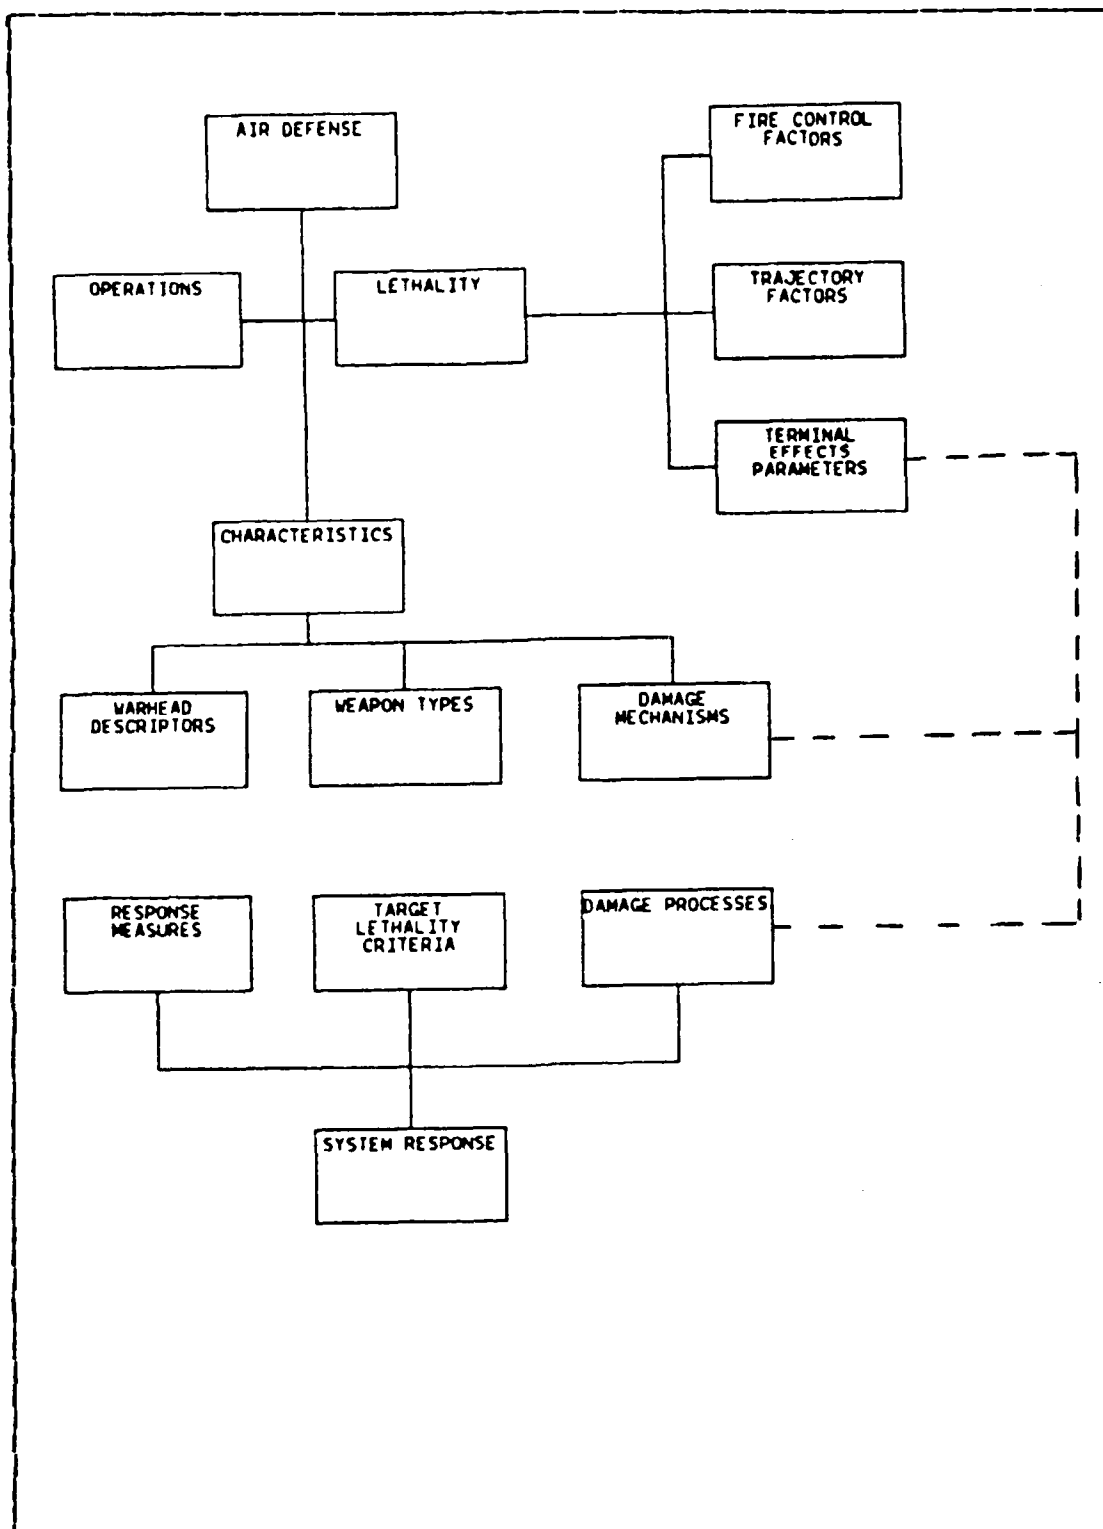 AIR DEFENSE
FIRE CONTROL
FACTORS
OPERATIONS
LETHALITY
TRAJECTORY
FACTORS
TERMINAL
EFFECTS
PARAMETERS
CHARACTERISTICS
WARHEAD
DESCRIPTORS
WEAPON TYPES
DAMAGE
MECHANISMS
RESPONSE
MEASURES
TARGET
LETHALITY
CRITERIA
DAMAGE PROCESSES
SYSTEM RESPONSE